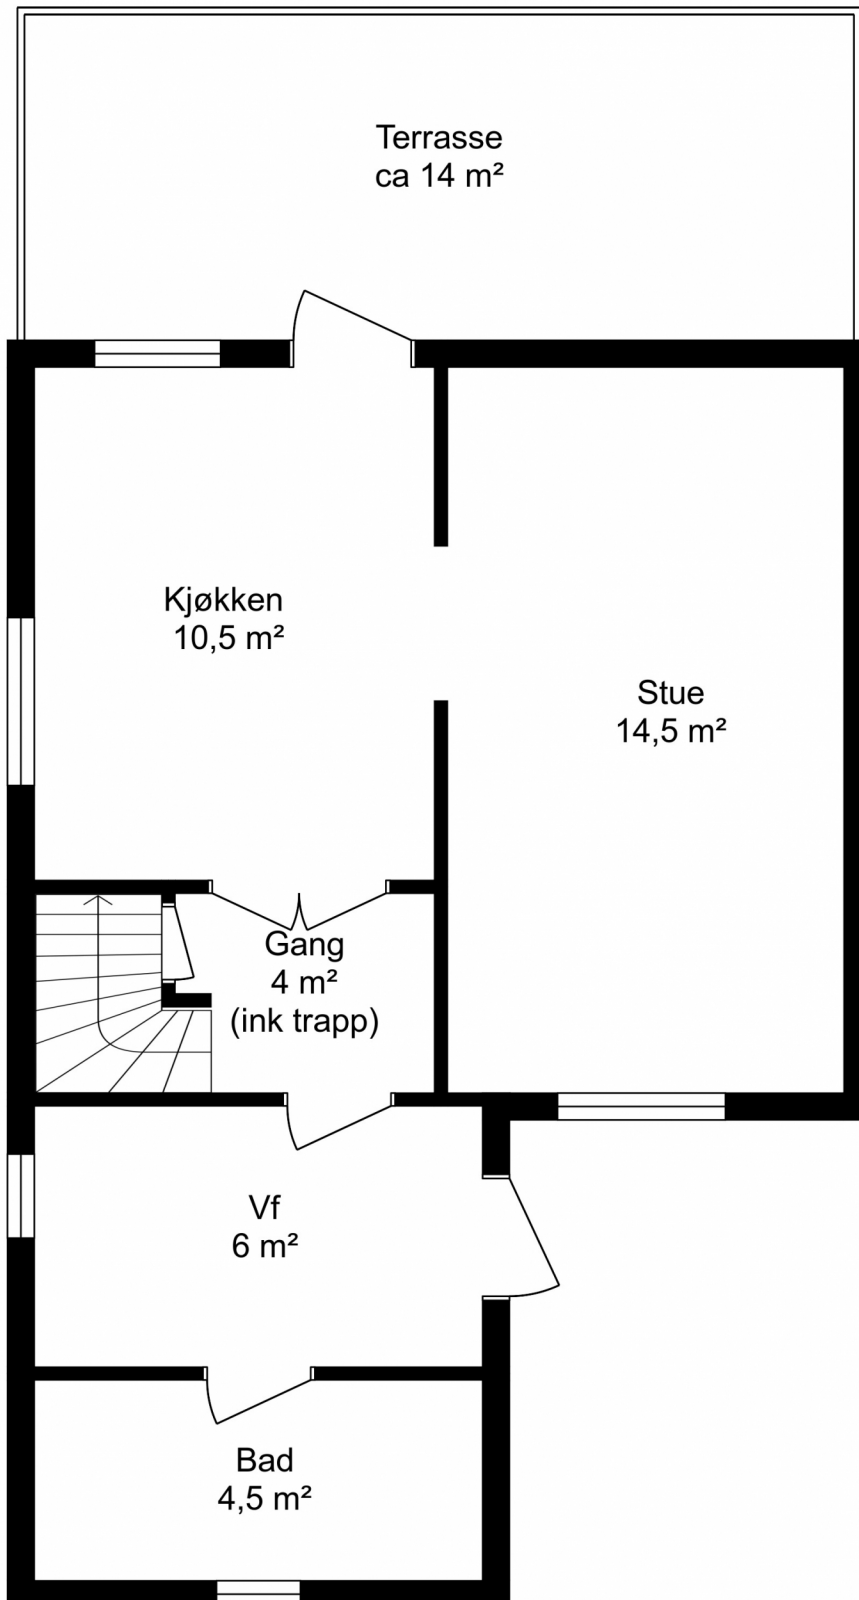 Terrasse
ca 14 m²
Kjøkken
10,5 m²
Stue
14,5 m²
Gang
4 m²
(ink trapp)
Vf
6 m²
Bad
4,5 m²